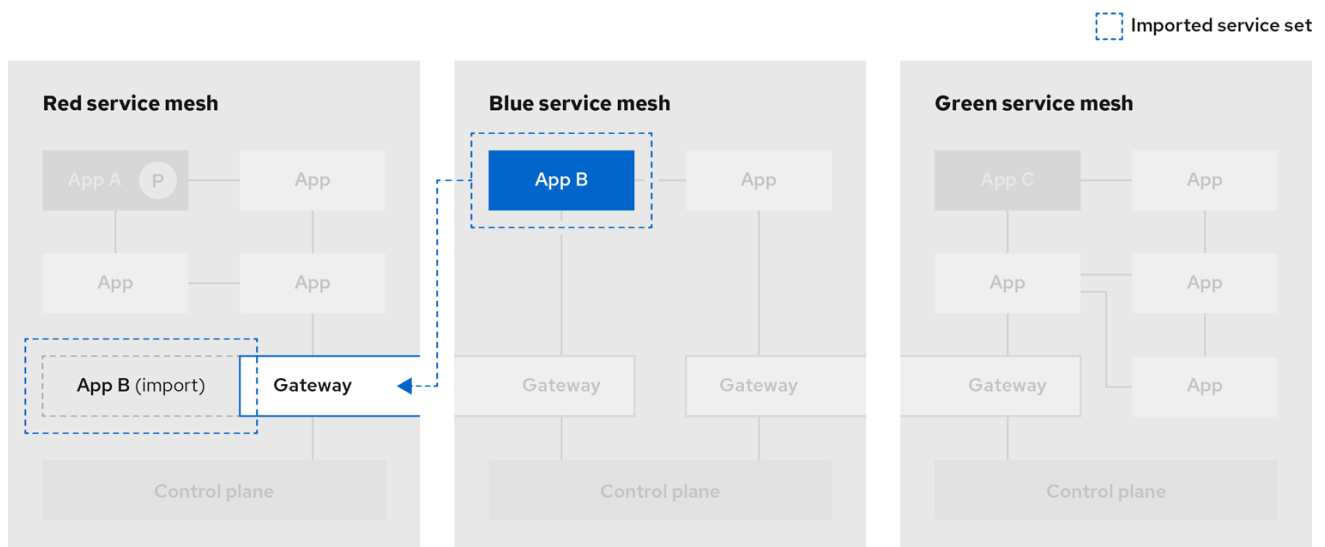 Imported service set
Red service mesh
App A P
App
App
App
App B (import)
Gateway
Control plane
Blue service mesh
App B
App
Gateway
Gateway
Control plane
Green service mesh
App C
App
App
App
Gateway
App
Control plane